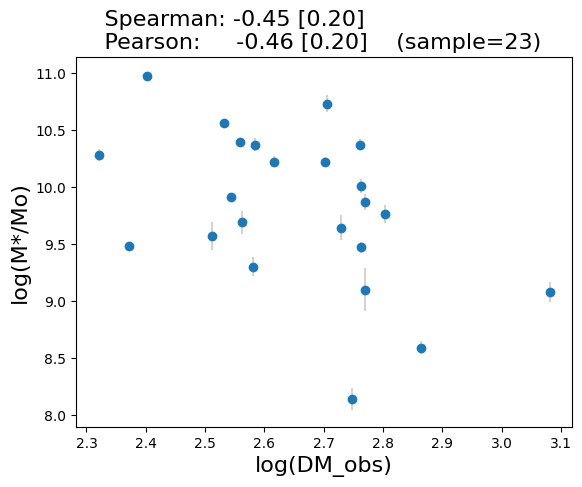 Spearman: -0.45 [0.20]
Pearson: -0.46 [0.20] (sample=23)
11.0
10.5
10.0
9.5
9.0
8.5
8.0
log(M*/Mo)
2.3 2.4 2.5 2.6 2.7 2.8 2.9 3.0 3.1
log(DM_obs)